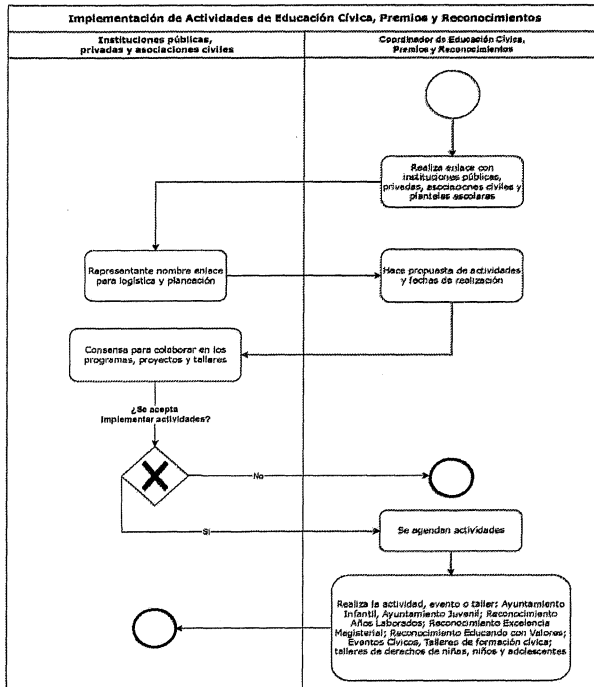 Implementación de Actividades de Educación Cívica, Premios y Reconocimientos
Instituciones públicas,
privadas y asociaciones civiles
Coordinador de Educación Cívica,
Premios y Reconocimientos
Realiza enlace con
instituciones públicas,
privadas, asociaciones civiles y
planteles escolares
Representante nombre enlace
para logística y planeación
Hace propuesta de actividades
y fechas de realización
Consensa para colaborar en los
programas, proyectos y talleres
¿Se acepta
implementar actividades?
No
Si
Se agendan actividades
Realiza la actividad, evento o taller: Ayuntamiento
Infantil, Ayuntamiento Juvenil; Reconocimiento
Años Laborados; Reconocimiento Excelencia
Magisterial; Reconocimiento Educando con Valores;
Eventos Cívicos, Talleres de formación cívica;
talleres de derechos de niñas, niños y adolescentes